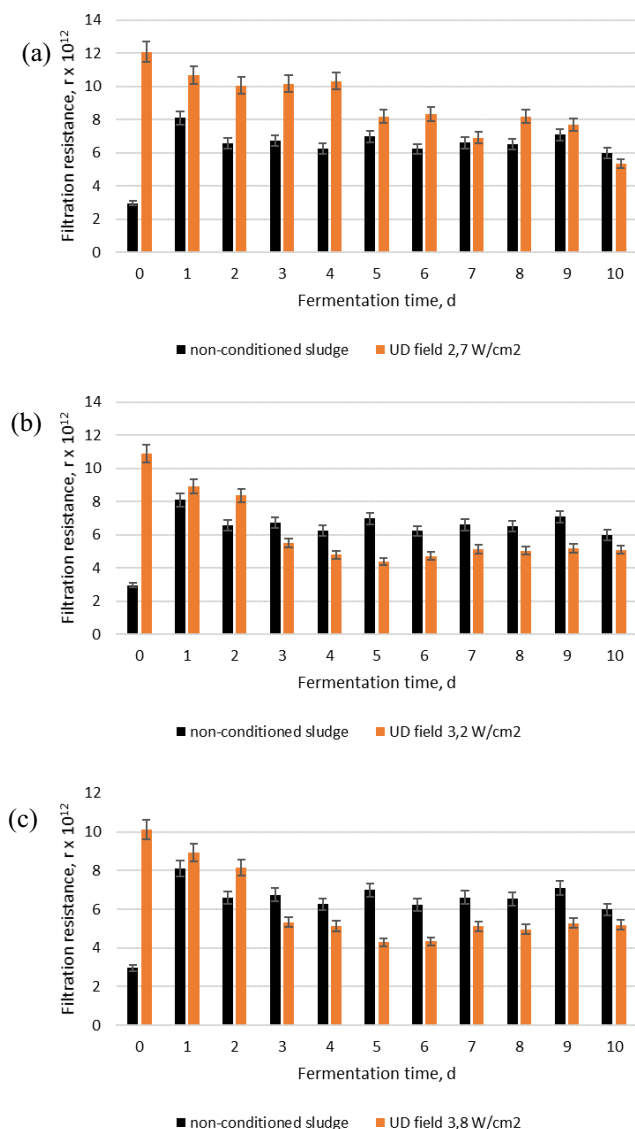 (a)
Filtration resistance, r x 10¹²
14
12
10
8
6
4
2
0
0 1 2 3 4 5 6 7 8 9 10
Fermentation time, d
non-conditioned sludge UD field 2,7 W/cm2
(b)
Filtration resistance, r x 10¹²
14
12
10
8
6
4
2
0
0 1 2 3 4 5 6 7 8 9 10
Fermentation time, d
non-conditioned sludge UD field 3,2 W/cm2
(c)
Filtration resistance, r x 10¹²
12
10
8
6
4
2
0
0 1 2 3 4 5 6 7 8 9 10
Fermentation time, d
non-conditioned sludge UD field 3,8 W/cm2